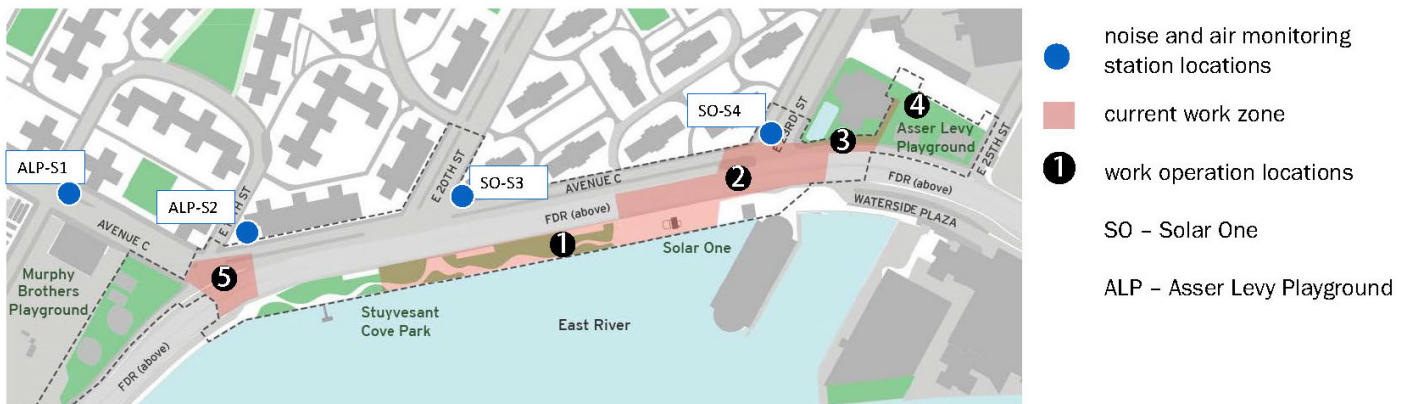 ALP-S1
ALP-S2
AVENUE C
Murphy
Brothers
Playground
5
FDR (above)
E 20TH ST
SO-S3
AVENUE C
FDR (above)
1
Stuyvesant
Cove Park
East River
Solar One
SO-S4
ST
2
3
4
Asser Levy
Playground
E 25TH ST
FDR (above)
WATERSIDE PLAZA
noise and air monitoring
station locations
current work zone
1
work operation locations
SO – Solar One
ALP – Asser Levy Playground